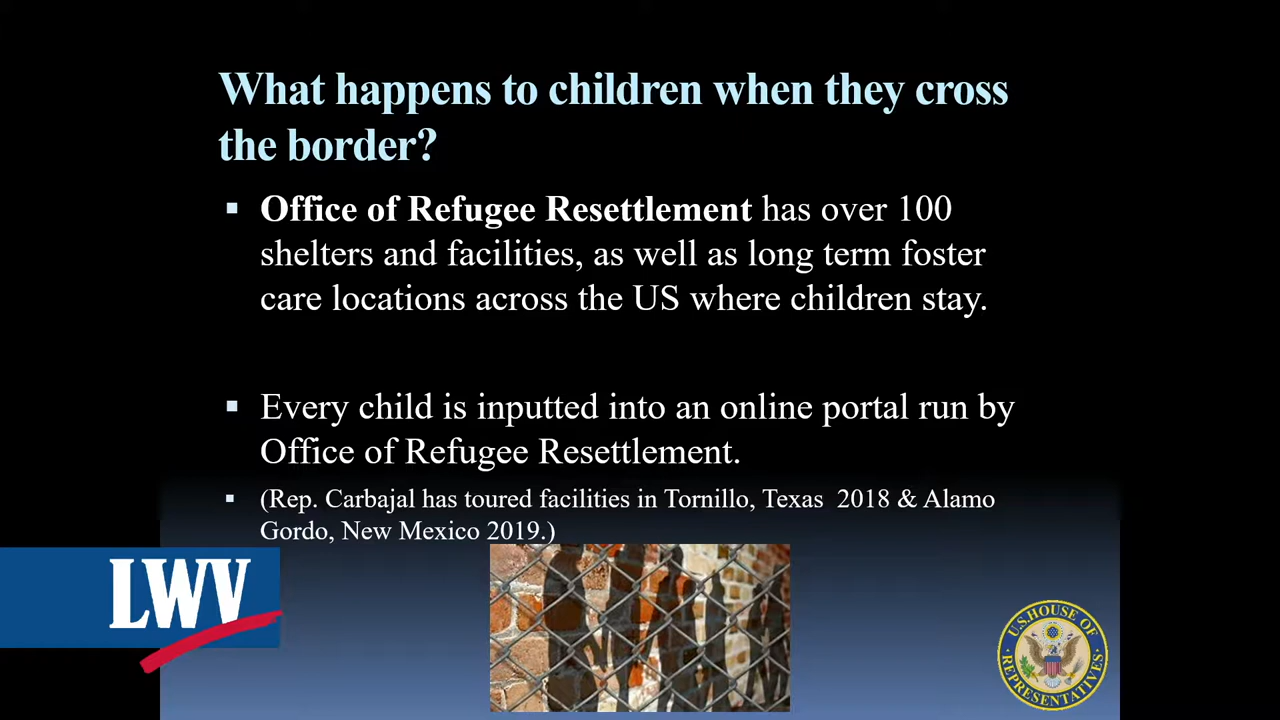 What happens to children when they cross
the border?
▪ Office of Refugee Resettlement has over 100
shelters and facilities, as well as long term foster
care locations across the US where children stay.
▪ Every child is inputted into an online portal run by
Office of Refugee Resettlement.
▪ (Rep. Carbajal has toured facilities in Tornillo, Texas  2018 & Alamo
Gordo, New Mexico 2019.)
LWV
U.S. HOUSE OF
REPRESENTATIVES